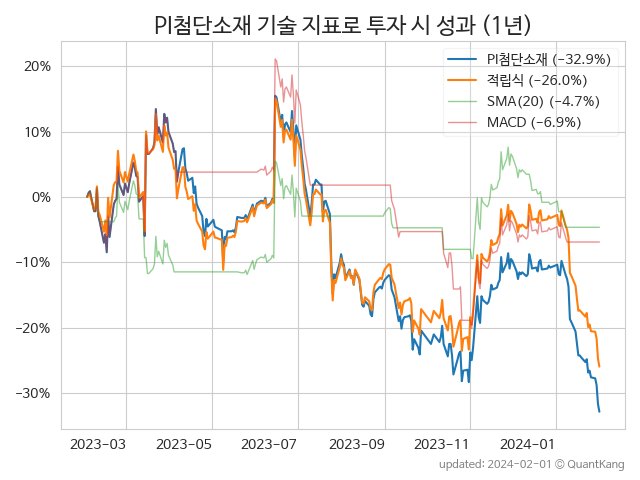 PI첨단소재 기술 지표로 투자 시 성과 (1년)
PI첨단소재 (−32.9%)
적립식 (−26.0%)
SMA(20) (−4.7%)
MACD (−6.9%)
20%
10%
0%
−10%
−20%
−30%
2023-03
2023-05
2023-07
2023-09
2023-11
2024-01
updated: 2024-02-01 © QuantKang